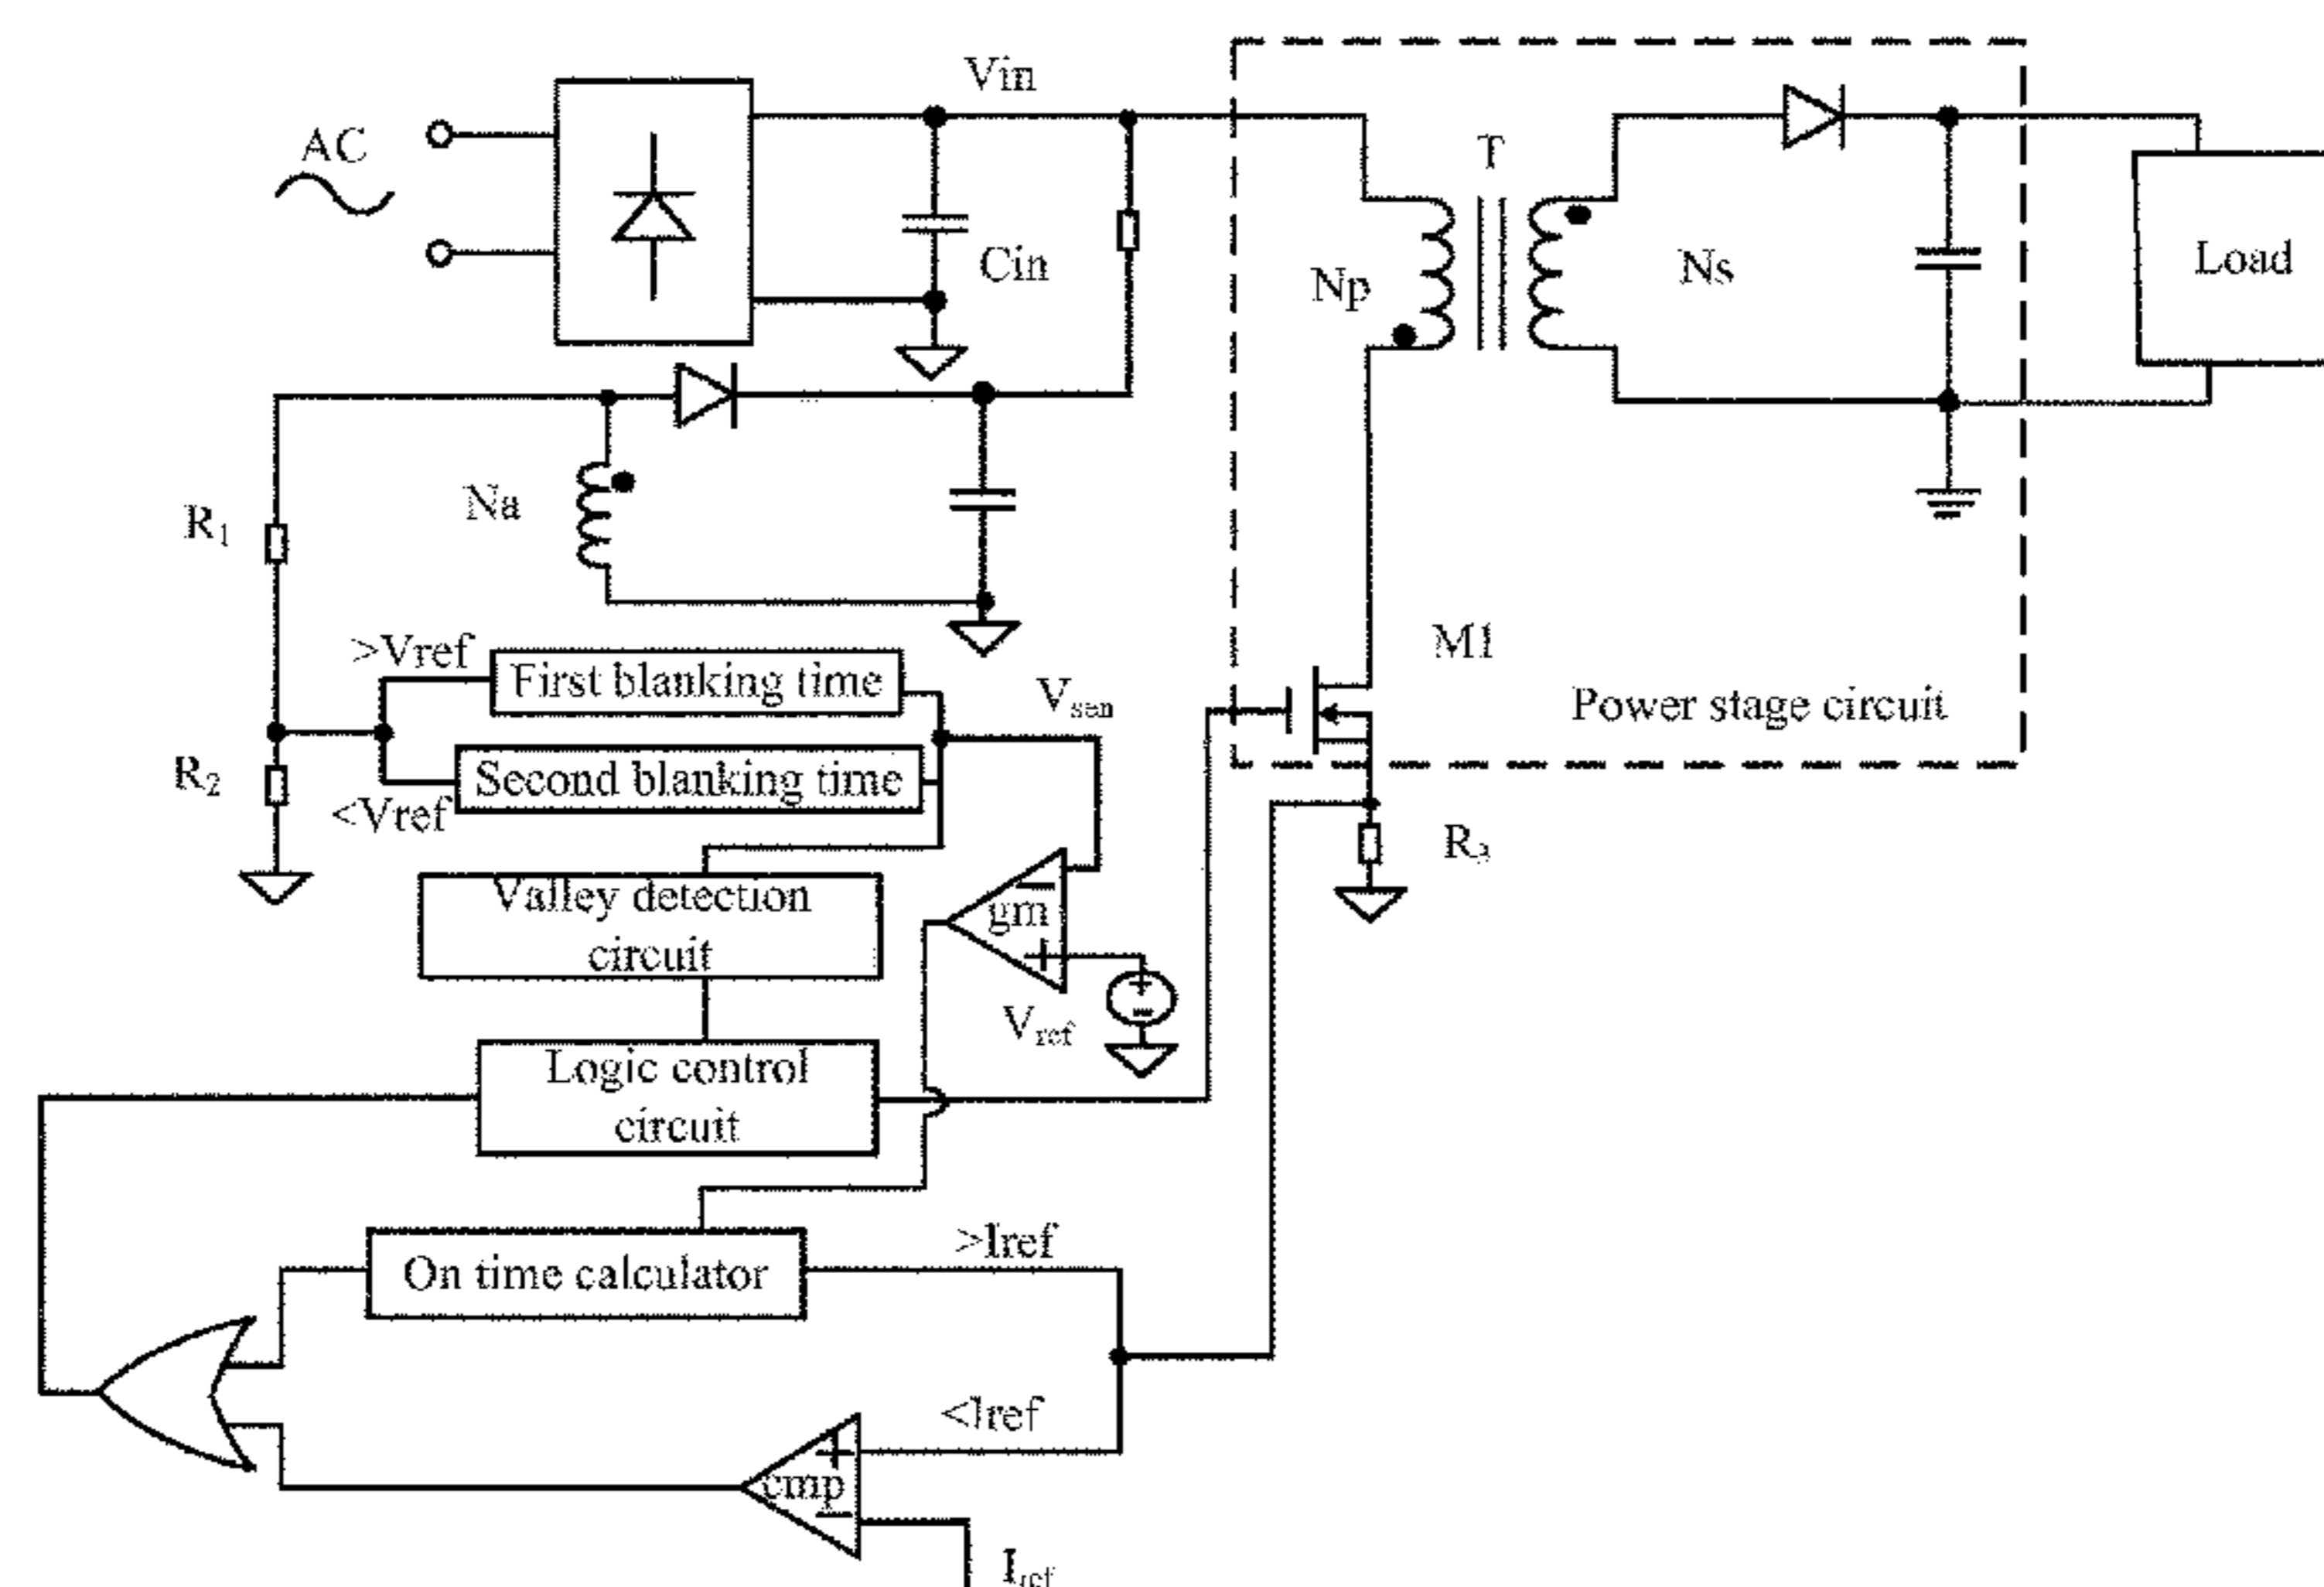 Vin
AC
T
Cin
Np
Ns
Load
Na
R1
>Vref
First blanking time
Vsen
M1
Power stage circuit
R2
Second blanking time
<Vref
R3
Valley detection
circuit
gm
Vref
Logic control
circuit
>Iref
On time calculator
<Iref
cmp
Iref